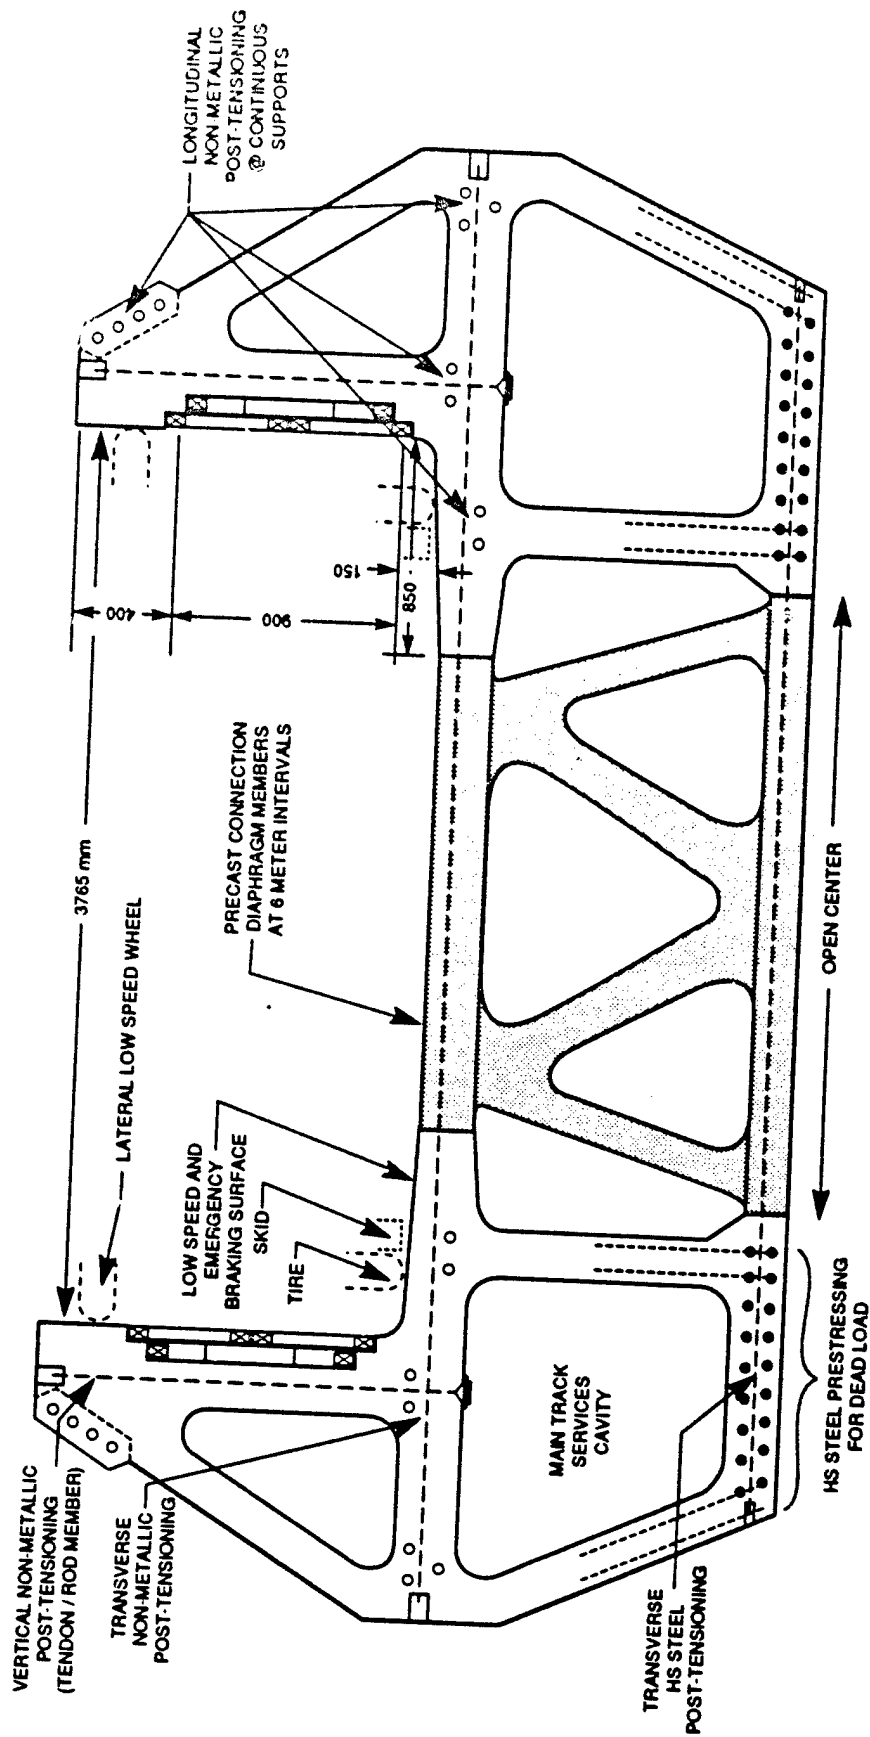 LONGITUDINAL
NON-METALLIC
POST-TENSIONING
@ CONTINUOUS
SUPPORTS
3765 mm
LATERAL LOW SPEED WHEEL
400
900
150
850
PRECAST CONNECTION
DIAPHRAGM MEMBERS
AT 6 METER INTERVALS
LOW SPEED AND
EMERGENCY
BRAKING SURFACE
SKID
TIRE
VERTICAL NON-METALLIC
POST-TENSIONING
(TENDON / ROD MEMBER)
TRANSVERSE
NON-METALLIC
POST-TENSIONING
MAIN TRACK
SERVICES
CAVITY
OPEN CENTER
TRANSVERSE
HS STEEL
POST-TENSIONING
HS STEEL PRESTRESSING
FOR DEAD LOAD